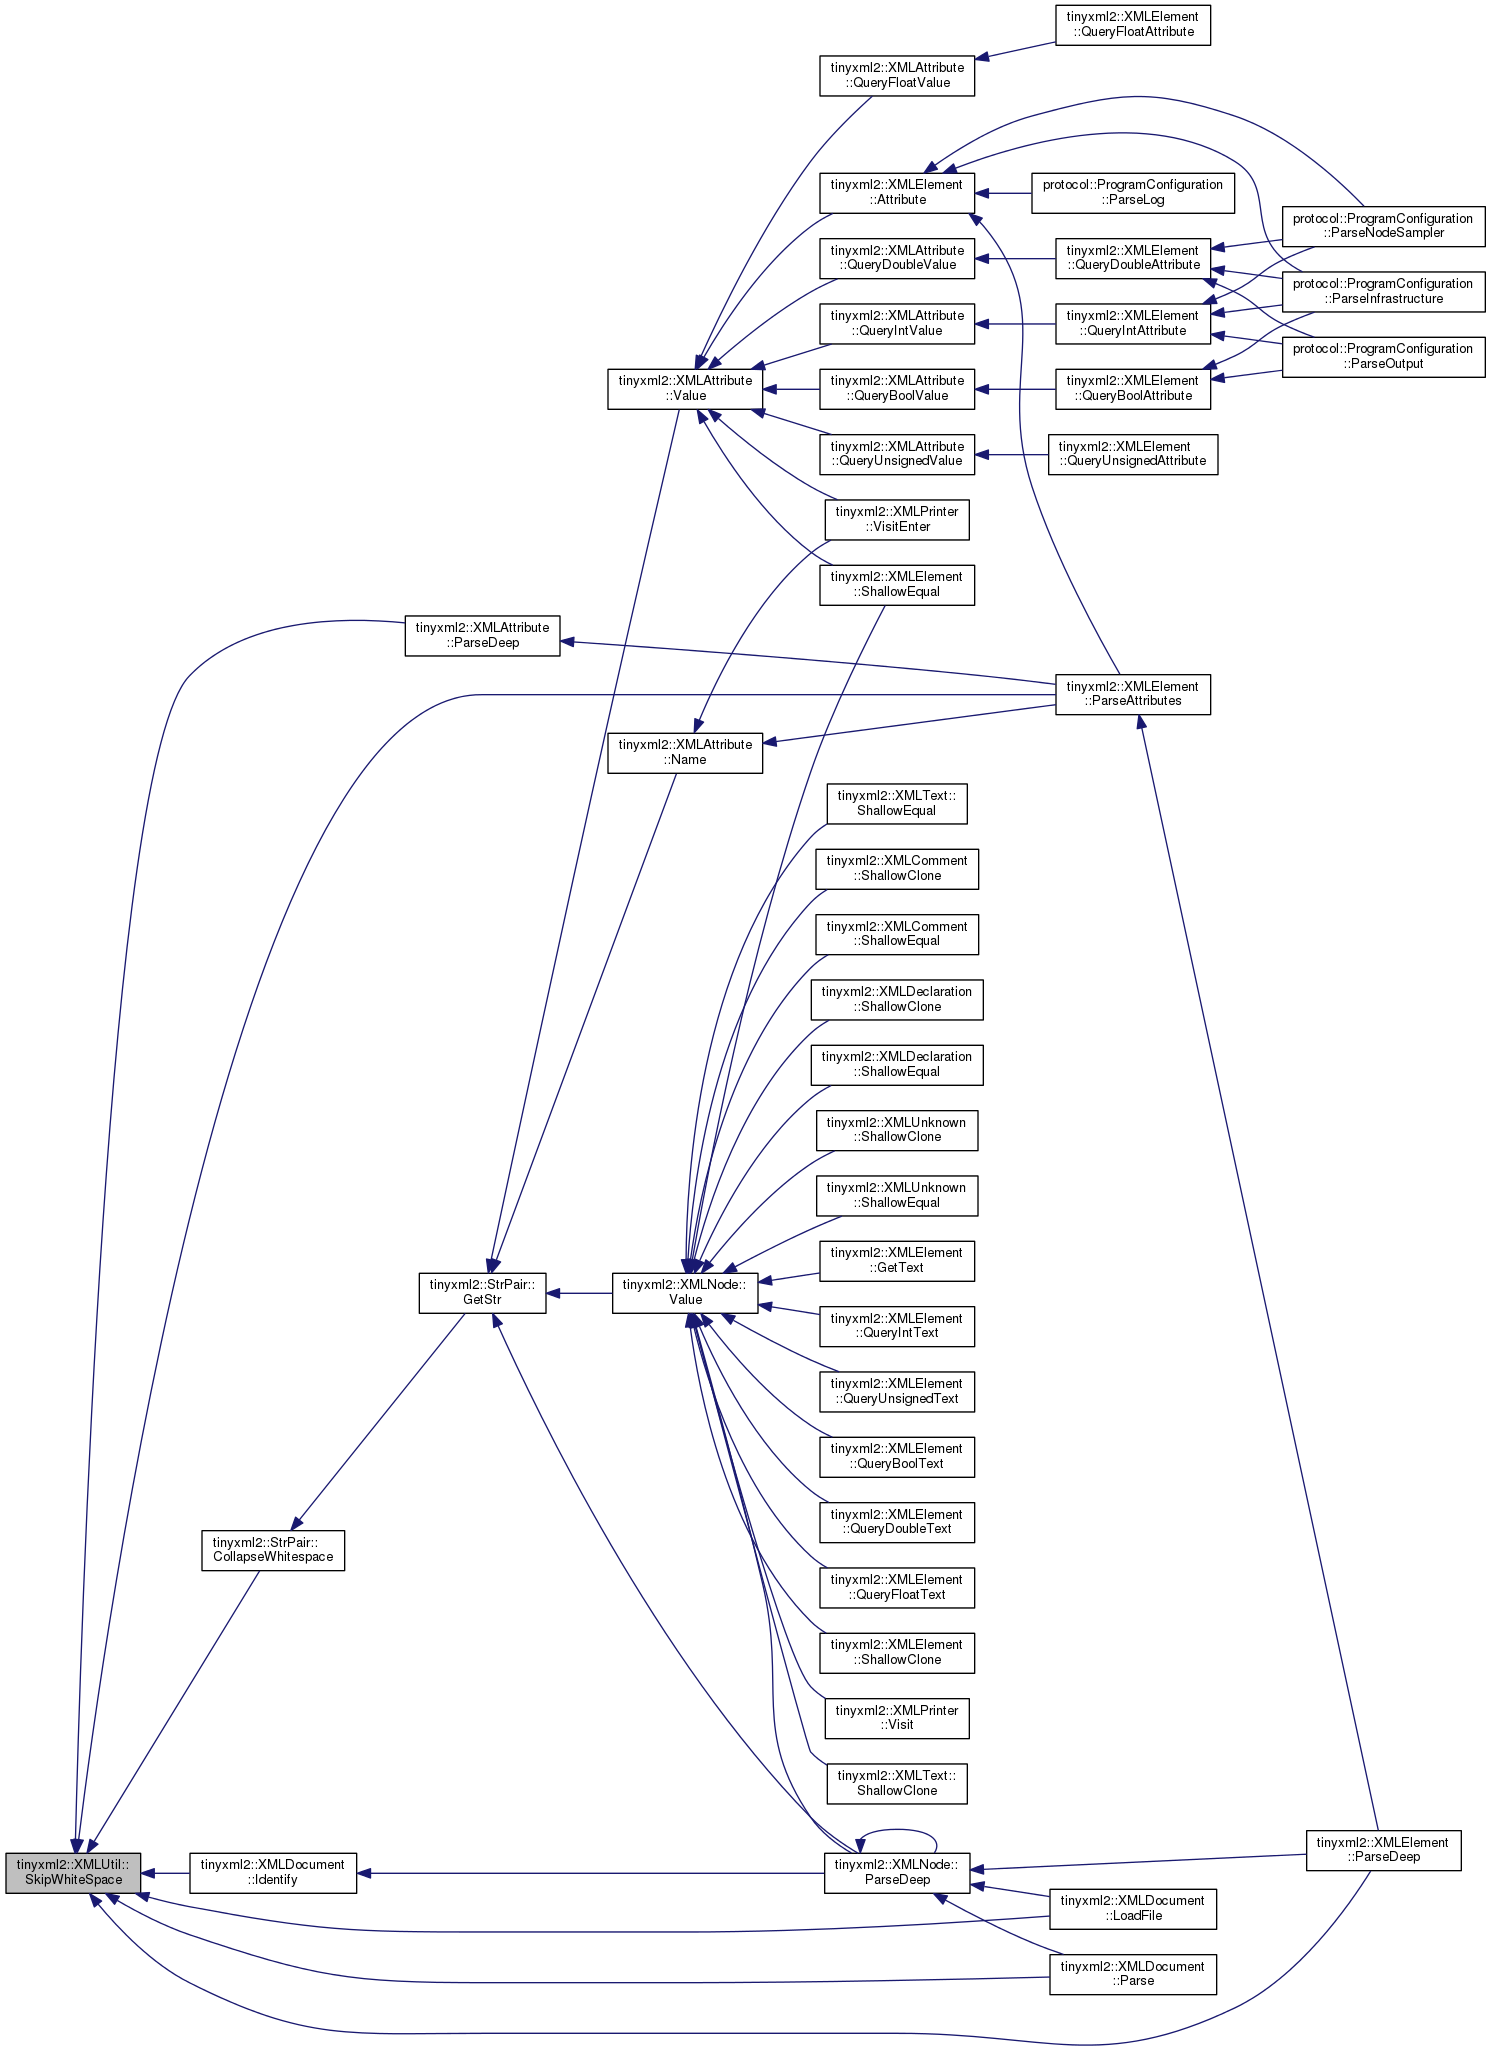 tinyxml2::XMLElement
::QueryFloatAttribute
tinyxml2::XMLAttribute
::QueryFloatValue
tinyxml2::XMLElement
::Attribute
protocol::ProgramConfiguration
::ParseLog
protocol::ProgramConfiguration
::ParseNodeSampler
tinyxml2::XMLAttribute
::QueryDoubleValue
tinyxml2::XMLElement
::QueryDoubleAttribute
protocol::ProgramConfiguration
::ParseInfrastructure
tinyxml2::XMLAttribute
::QueryIntValue
tinyxml2::XMLElement
::QueryIntAttribute
protocol::ProgramConfiguration
::ParseOutput
tinyxml2::XMLAttribute
::Value
tinyxml2::XMLAttribute
::QueryBoolValue
tinyxml2::XMLElement
::QueryBoolAttribute
tinyxml2::XMLAttribute
::QueryUnsignedValue
tinyxml2::XMLElement
::QueryUnsignedAttribute
tinyxml2::XMLPrinter
::VisitEnter
tinyxml2::XMLElement
::ShallowEqual
tinyxml2::XMLAttribute
::ParseDeep
tinyxml2::XMLElement
::ParseAttributes
tinyxml2::XMLAttribute
::Name
tinyxml2::XMLText::
ShallowEqual
tinyxml2::XMLComment
::ShallowClone
tinyxml2::XMLComment
::ShallowEqual
tinyxml2::XMLDeclaration
::ShallowClone
tinyxml2::XMLDeclaration
::ShallowEqual
tinyxml2::XMLUnknown
::ShallowClone
tinyxml2::XMLUnknown
::ShallowEqual
tinyxml2::XMLElement
::GetText
tinyxml2::StrPair::
GetStr
tinyxml2::XMLNode::
Value
tinyxml2::XMLElement
::QueryIntText
tinyxml2::XMLElement
::QueryUnsignedText
tinyxml2::XMLElement
::QueryBoolText
tinyxml2::XMLElement
::QueryDoubleText
tinyxml2::StrPair::
CollapseWhitespace
tinyxml2::XMLElement
::QueryFloatText
tinyxml2::XMLElement
::ShallowClone
tinyxml2::XMLPrinter
::Visit
tinyxml2::XMLText::
ShallowClone
tinyxml2::XMLElement
::ParseDeep
tinyxml2::XMLUtil::
SkipWhiteSpace
tinyxml2::XMLDocument
::Identify
tinyxml2::XMLNode::
ParseDeep
tinyxml2::XMLDocument
::LoadFile
tinyxml2::XMLDocument
::Parse